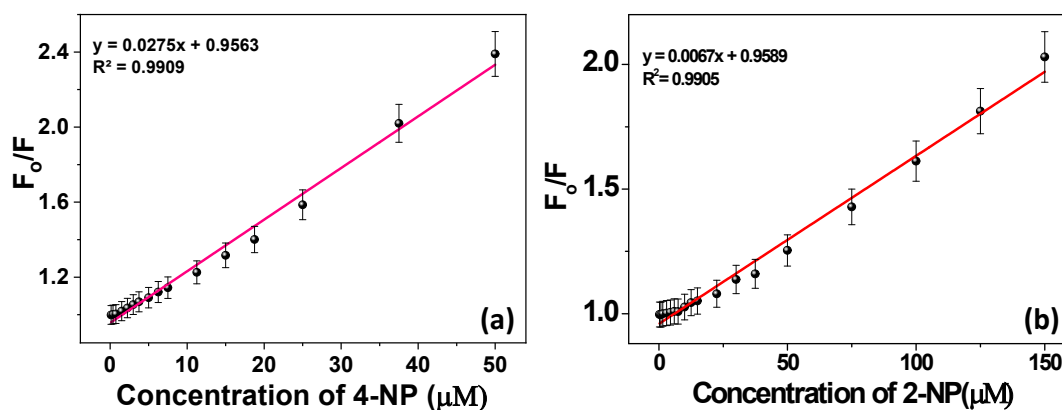 y = 0.0275x + 0.9563
R² = 0.9909
F₀/F
2.4
2.0
1.6
1.2
0 10 20 30 40 50
Concentration of 4-NP (μM)
(a)
y = 0.0067x + 0.9589
R² = 0.9905
F₀/F
2.0
1.5
1.0
0 50 100 150
Concentration of 2-NP(μM)
(b)